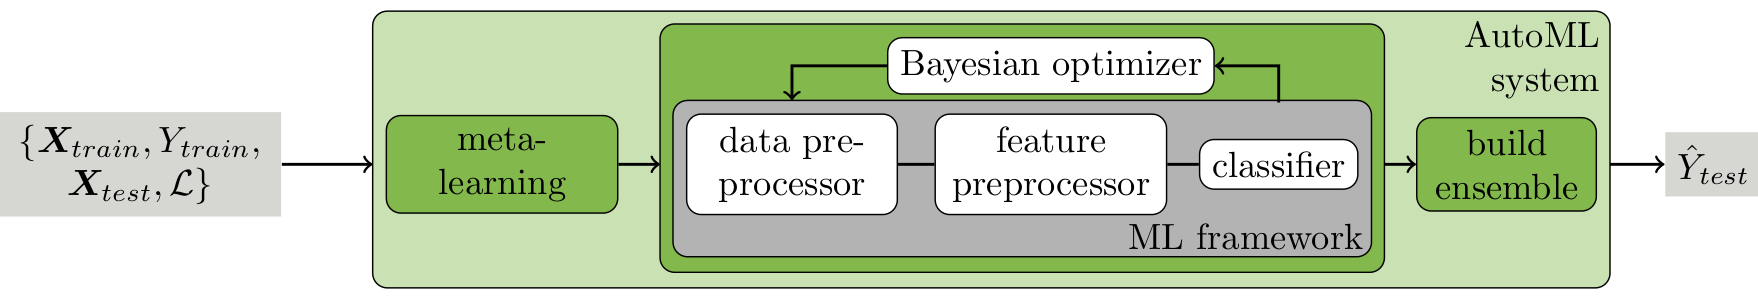 {X_train, Y_train,
X_test, ℒ}
meta-
learning
Bayesian optimizer
data pre-
processor
feature
preprocessor
classifier
ML framework
AutoML
system
build
ensemble
Ŷ_test